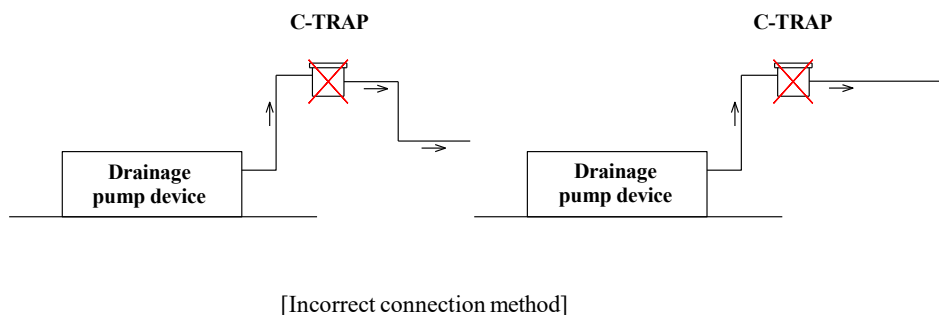 C-TRAP
C-TRAP
Drainage
pump device
Drainage
pump device
[Incorrect connection method]